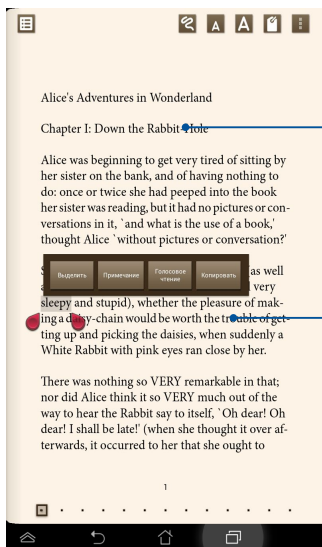 A A
Alice's Adventures in Wonderland
Chapter I: Down the Rabbit-Hole
Alice was beginning to get very tired of sitting by
her sister on the bank, and of having nothing to
do: once or twice she had peeped into the book
her sister was reading, but it had no pictures or con-
versations in it, `and what is the use of a book,'
thought Alice `without pictures or conversation?'
as well
Выделить Примечание Голосовое чтение Копировать
very
sleepy and stupid), whether the pleasure of mak-
ing a daisy-chain would be worth the trouble of get-
ting up and picking the daisies, when suddenly a
White Rabbit with pink eyes ran close by her.
There was nothing so VERY remarkable in that;
nor did Alice think it so VERY much out of the
way to hear the Rabbit say to itself, `Oh dear! Oh
dear! I shall be late!' (when she thought it over af-
terwards, it occurred to her that she ought to
1